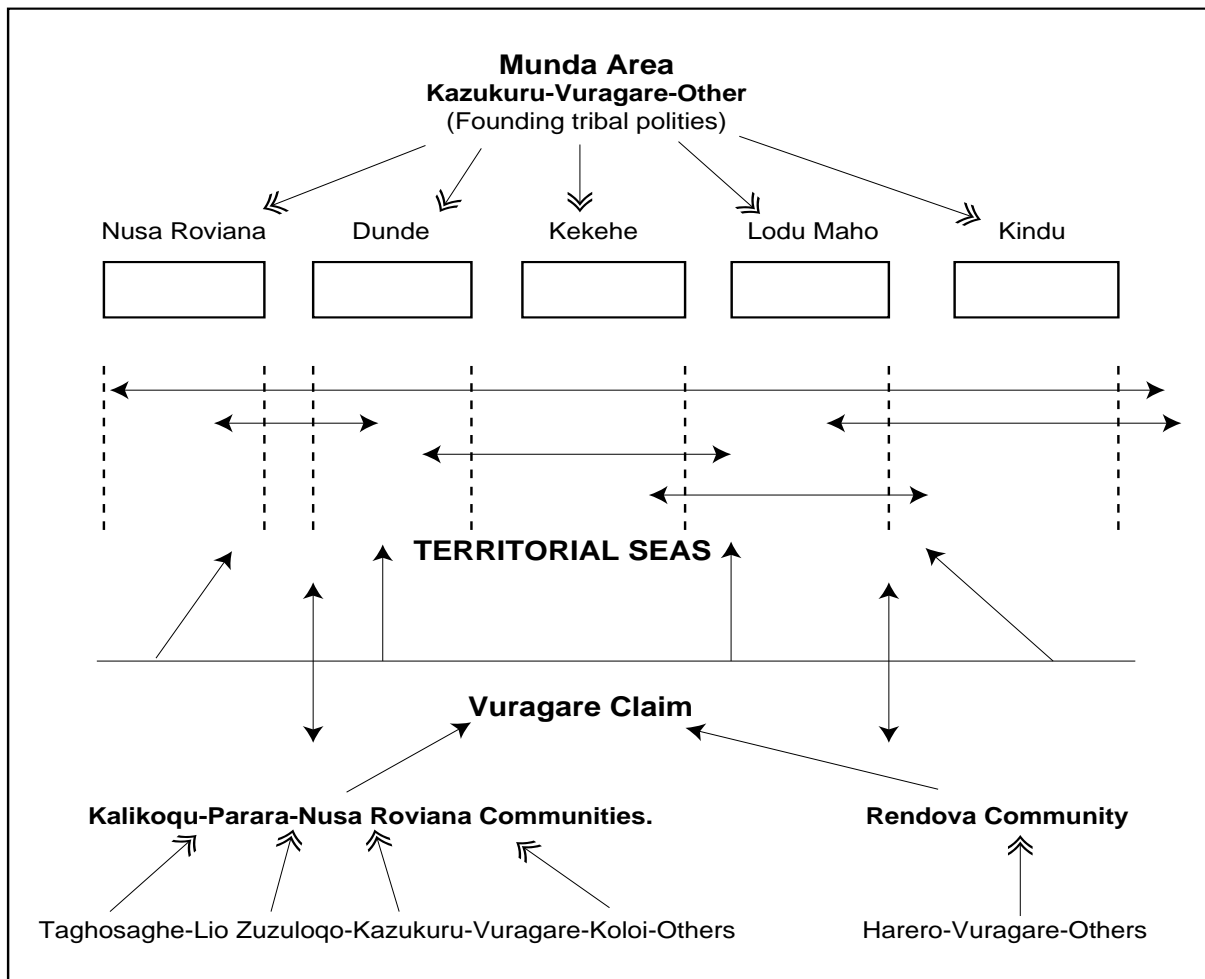 Munda Area
Kazukuru-Vuragare-Other
(Founding tribal polities)
Nusa Roviana
Dunde
Kekehe
Lodu Maho
Kindu
TERRITORIAL SEAS
Vuragare Claim
Kalikoqu-Parara-Nusa Roviana Communities.
Rendova Community
Taghosaghe-Lio Zuzuloqo-Kazukuru-Vuragare-Koloi-Others
Harero-Vuragare-Others